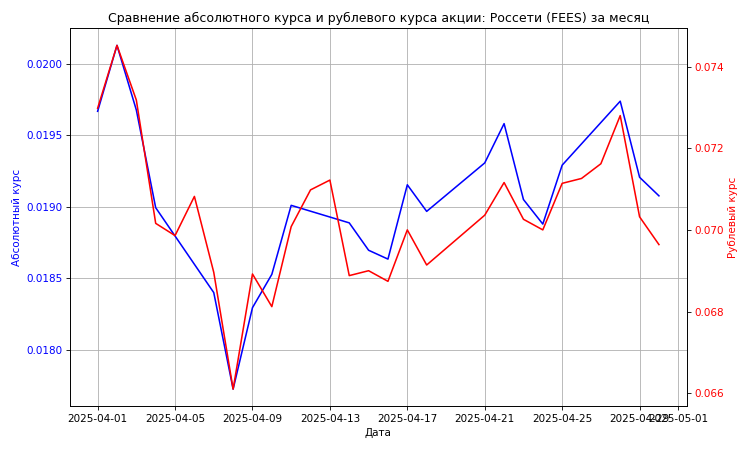 Сравнение абсолютного курса и рублевого курса акции: Россети (FEES) за месяц
0.0200
0.0195
0.0190
0.0185
0.0180
Абсолютный курс
0.074
0.072
0.070
0.068
0.066
Рублевый курс
2025-04-01 2025-04-05 2025-04-09 2025-04-13 2025-04-17 2025-04-21 2025-04-25 2025-04-29 2025-05-01
Дата